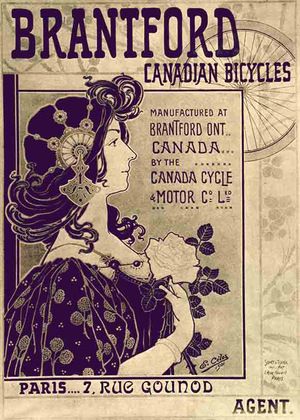 BRANTFORD
CANADIAN BICYCLES
MANUFACTURED AT
BRANTFORD ONT..
CANADA....
BY THE ........
CANADA CYCLE
& MOTOR Co. LTD
PARIS.... 7, RUE GOUNOD
AGENT